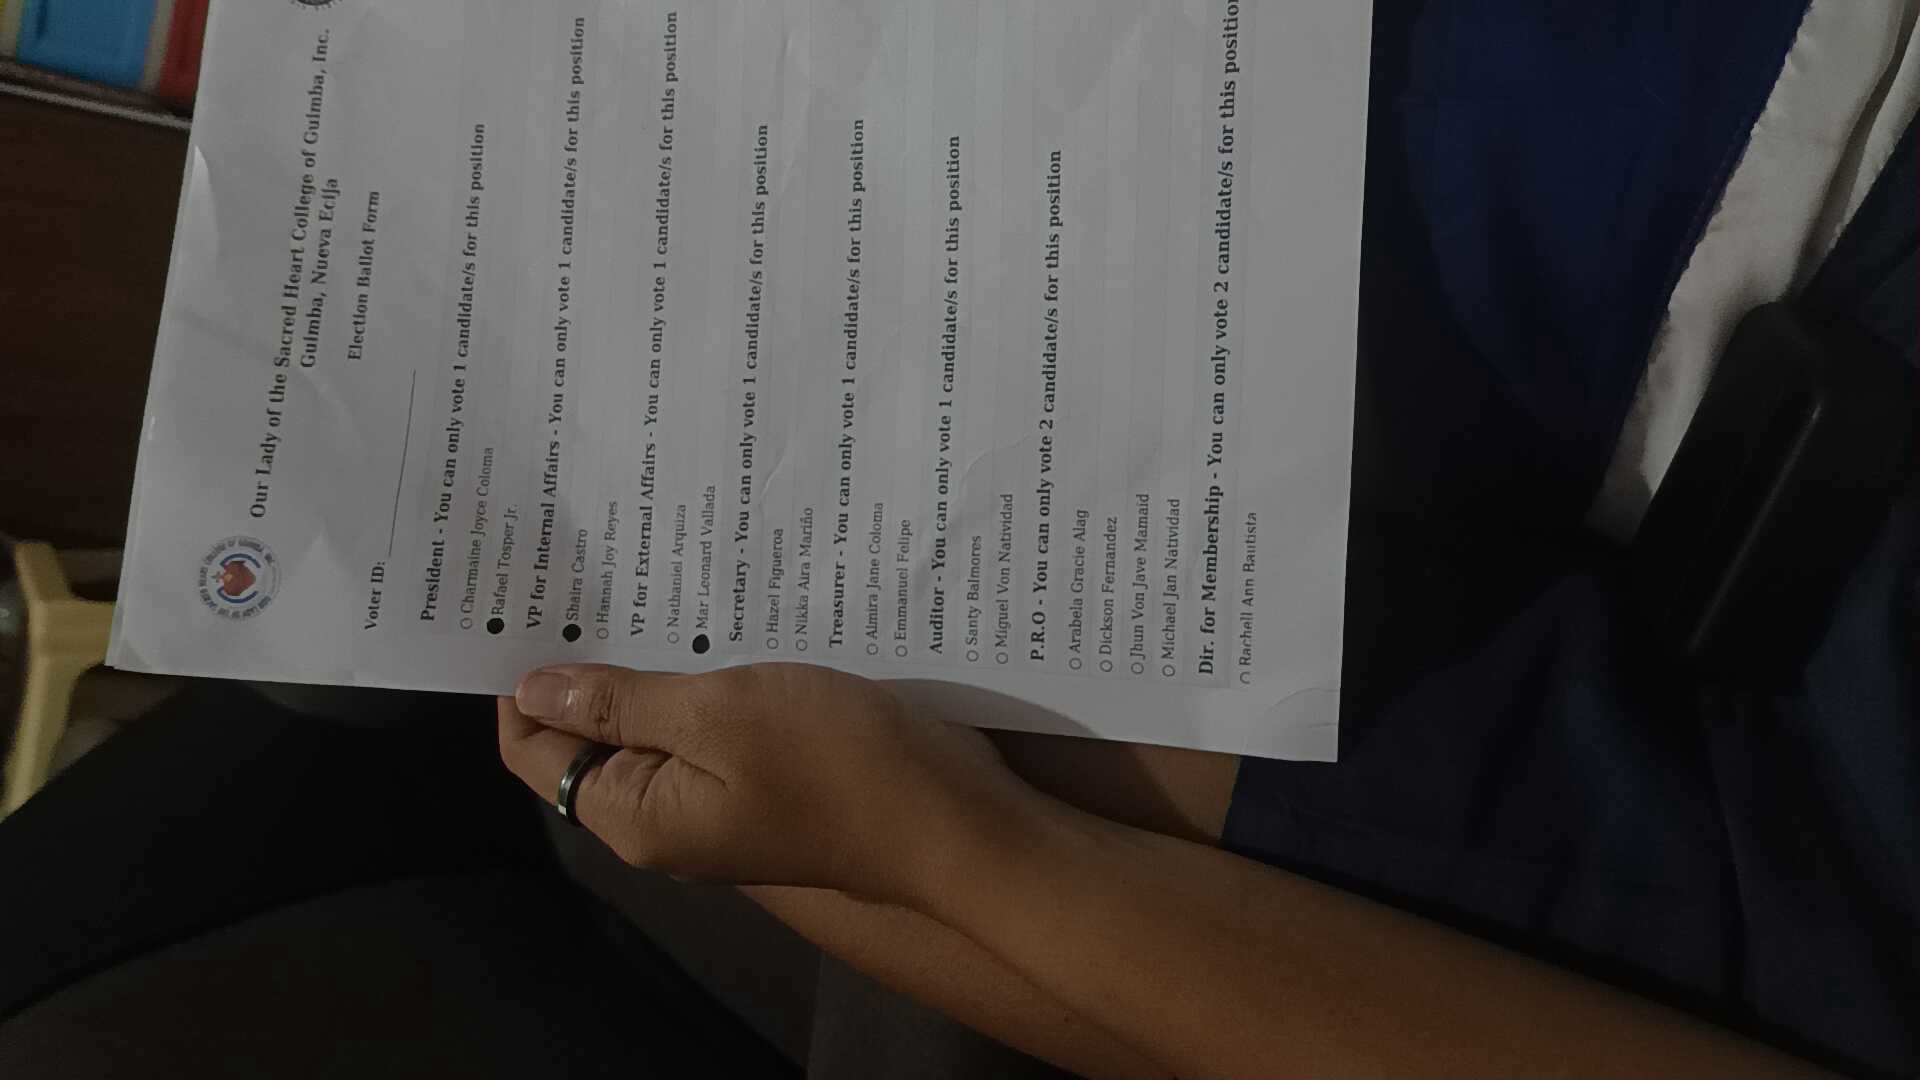 Our Lady of the Sacred Heart College of Guimba, Inc.
Guimba, Nueva Ecija
Election Ballot Form
Voter ID:
President - You can only vote 1 candidate/s for this position
Charmaine Joyce Coloma
Rafael Tosper Jr.
VP for Internal Affairs - You can only vote 1 candidate/s for this position
Shaira Castro
Hannah Joy Reyes
VP for External Affairs - You can only vote 1 candidate/s for this position
Nathaniel Arquiza
Mar Leonard Vallada
Secretary - You can only vote 1 candidate/s for this position
Hazel Figueroa
Nikka Aira Mariño
Treasurer - You can only vote 1 candidate/s for this position
Almira Jane Coloma
Emmanuel Felipe
Auditor - You can only vote 1 candidate/s for this position
Santy Balmores
Miguel Von Natividad
P.R.O - You can only vote 2 candidate/s for this position
Arabela Gracie Alag
Dickson Fernandez
Jhun Von Jave Mamaid
Michael Jan Natividad
Dir. for Membership - You can only vote 2 candidate/s for this position
Rachell Ann Bautista